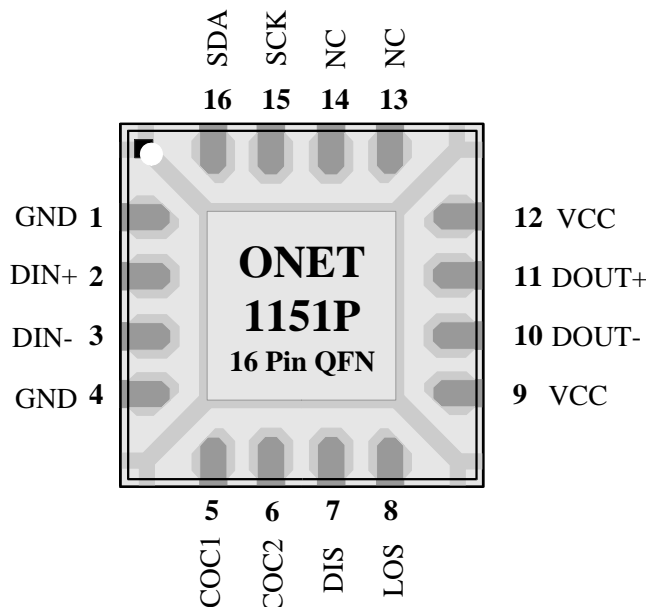 SDA
SCK
NC
NC
16
15
14
13
GND 1
DIN+ 2
DIN- 3
GND 4
ONET
1151P
16 Pin QFN
12 VCC
11 DOUT+
10 DOUT-
9 VCC
5
6
7
8
COC1
COC2
DIS
LOS